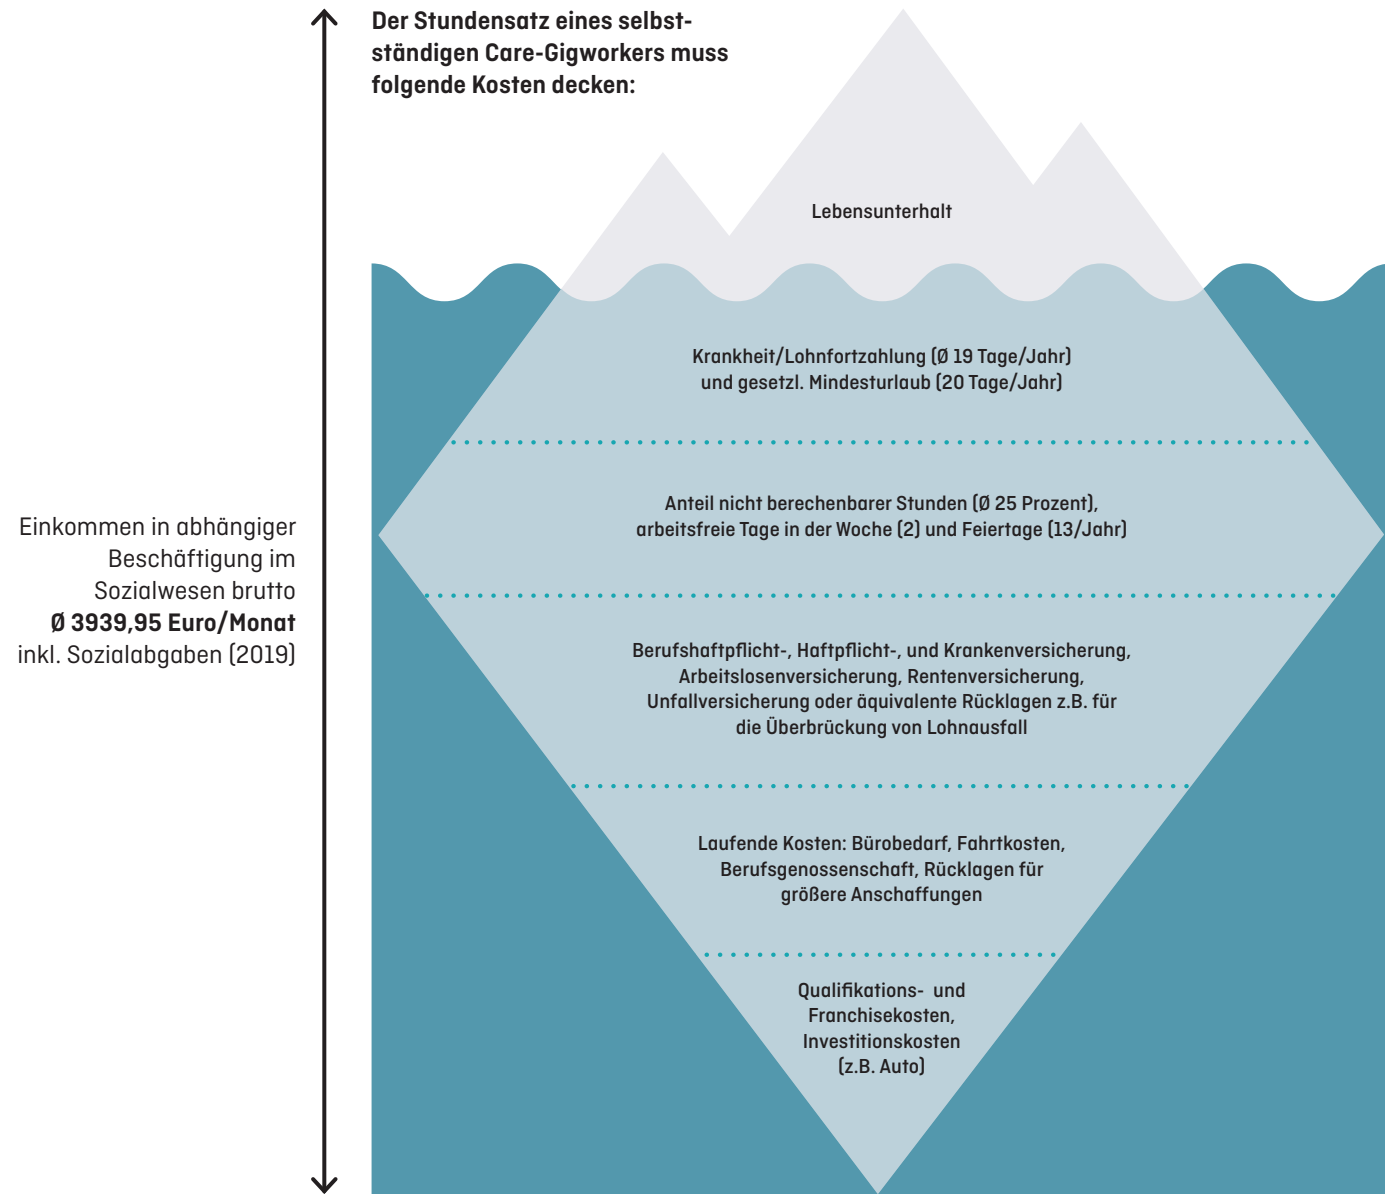 Der Stundensatz eines selbst-
ständigen Care-Gigworkers muss
folgende Kosten decken:
Lebensunterhalt
Krankheit/Lohnfortzahlung (Ø 19 Tage/Jahr)
und gesetzl. Mindesturlaub (20 Tage/Jahr)
Anteil nicht berechenbarer Stunden (Ø 25 Prozent),
arbeitsfreie Tage in der Woche (2) und Feiertage (13/Jahr)
Einkommen in abhängiger
Beschäftigung im
Sozialwesen brutto
Ø 3939,95 Euro/Monat
inkl. Sozialabgaben (2019)
Berufshaftpflicht-, Haftpflicht-, und Krankenversicherung,
Arbeitslosenversicherung, Rentenversicherung,
Unfallversicherung oder äquivalente Rücklagen z.B. für
die Überbrückung von Lohnausfall
Laufende Kosten: Bürobedarf, Fahrtkosten,
Berufsgenossenschaft, Rücklagen für
größere Anschaffungen
Qualifikations- und
Franchisekosten,
Investitionskosten
(z.B. Auto)